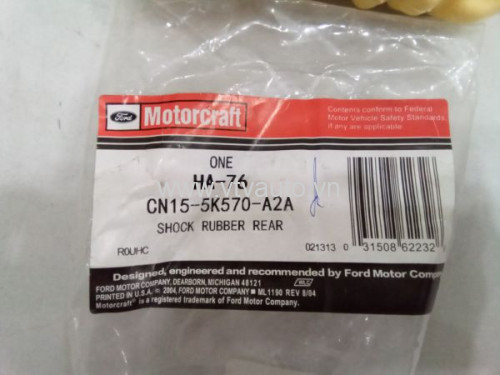 Ford Motorcraft
Contents confirm to Federal
Motor Vehicle Safety Standards
If any are applicable.
ONE
HA-76
CN15-5K570-A2A
SHOCK RUBBER REAR
R0UHC
021313 0 31508 62232
Designed, engineered and recommended by Ford Motor Company
FORD MOTOR COMPANY, DEARBORN, MICHIGAN 48121
PRINTED IN U.S.A. 2004, FORD MOTOR COMPANY ML1190 REV 8/04
Motorcraft is a registered trademark of Ford Motor Company.